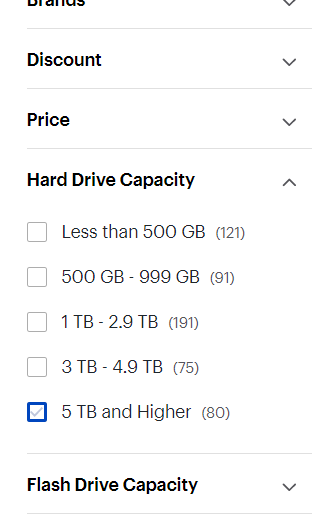 Brands
Discount
Price
Hard Drive Capacity
Less than 500 GB (121)
500 GB - 999 GB (91)
1 TB - 2.9 TB (191)
3 TB - 4.9 TB (75)
5 TB and Higher (80)
Flash Drive Capacity